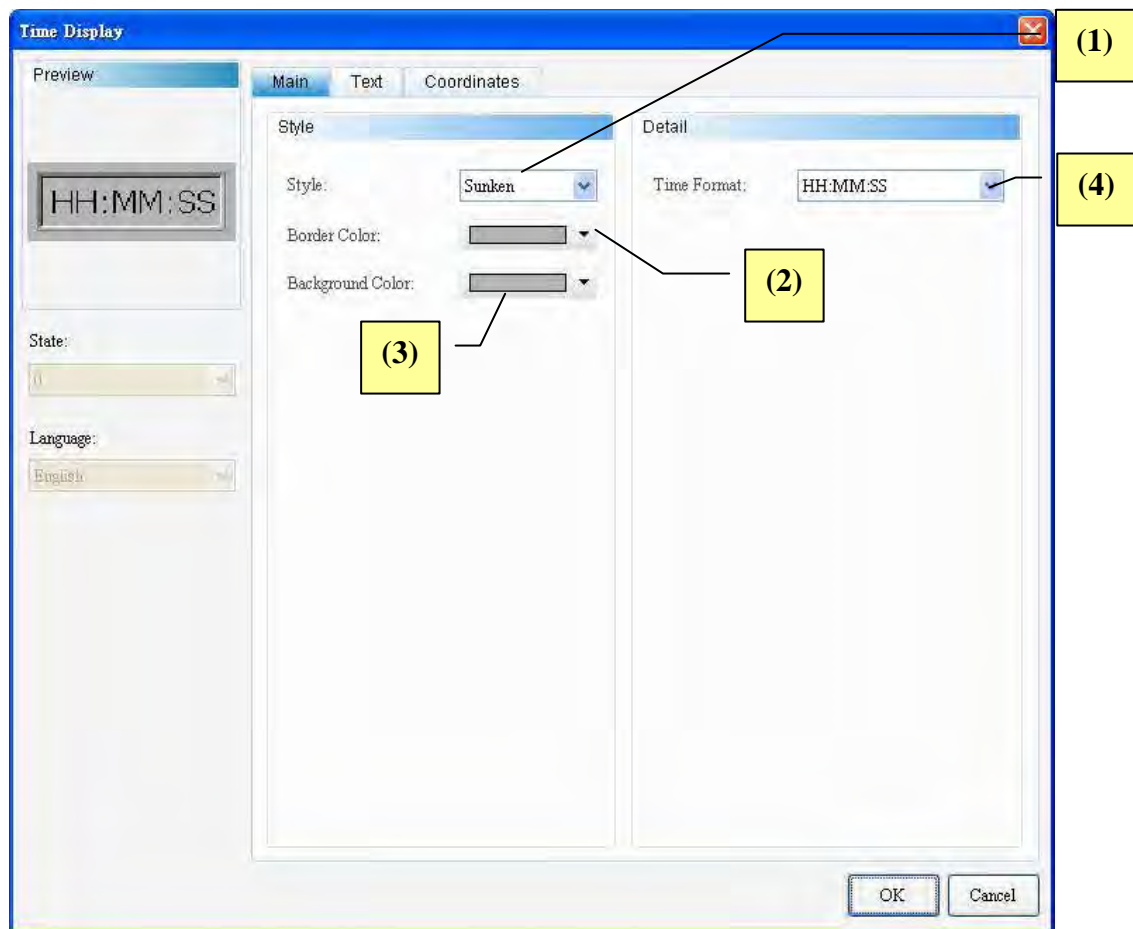 Time Display
(1)
Preview
Main Text Coordinates
Style
Detail
Style: Sunken
Time Format: HH:MM:SS
(4)
HH:MM:SS
Border Color:
Background Color:
(2)
(3)
State:
0
Language:
English
OK Cancel